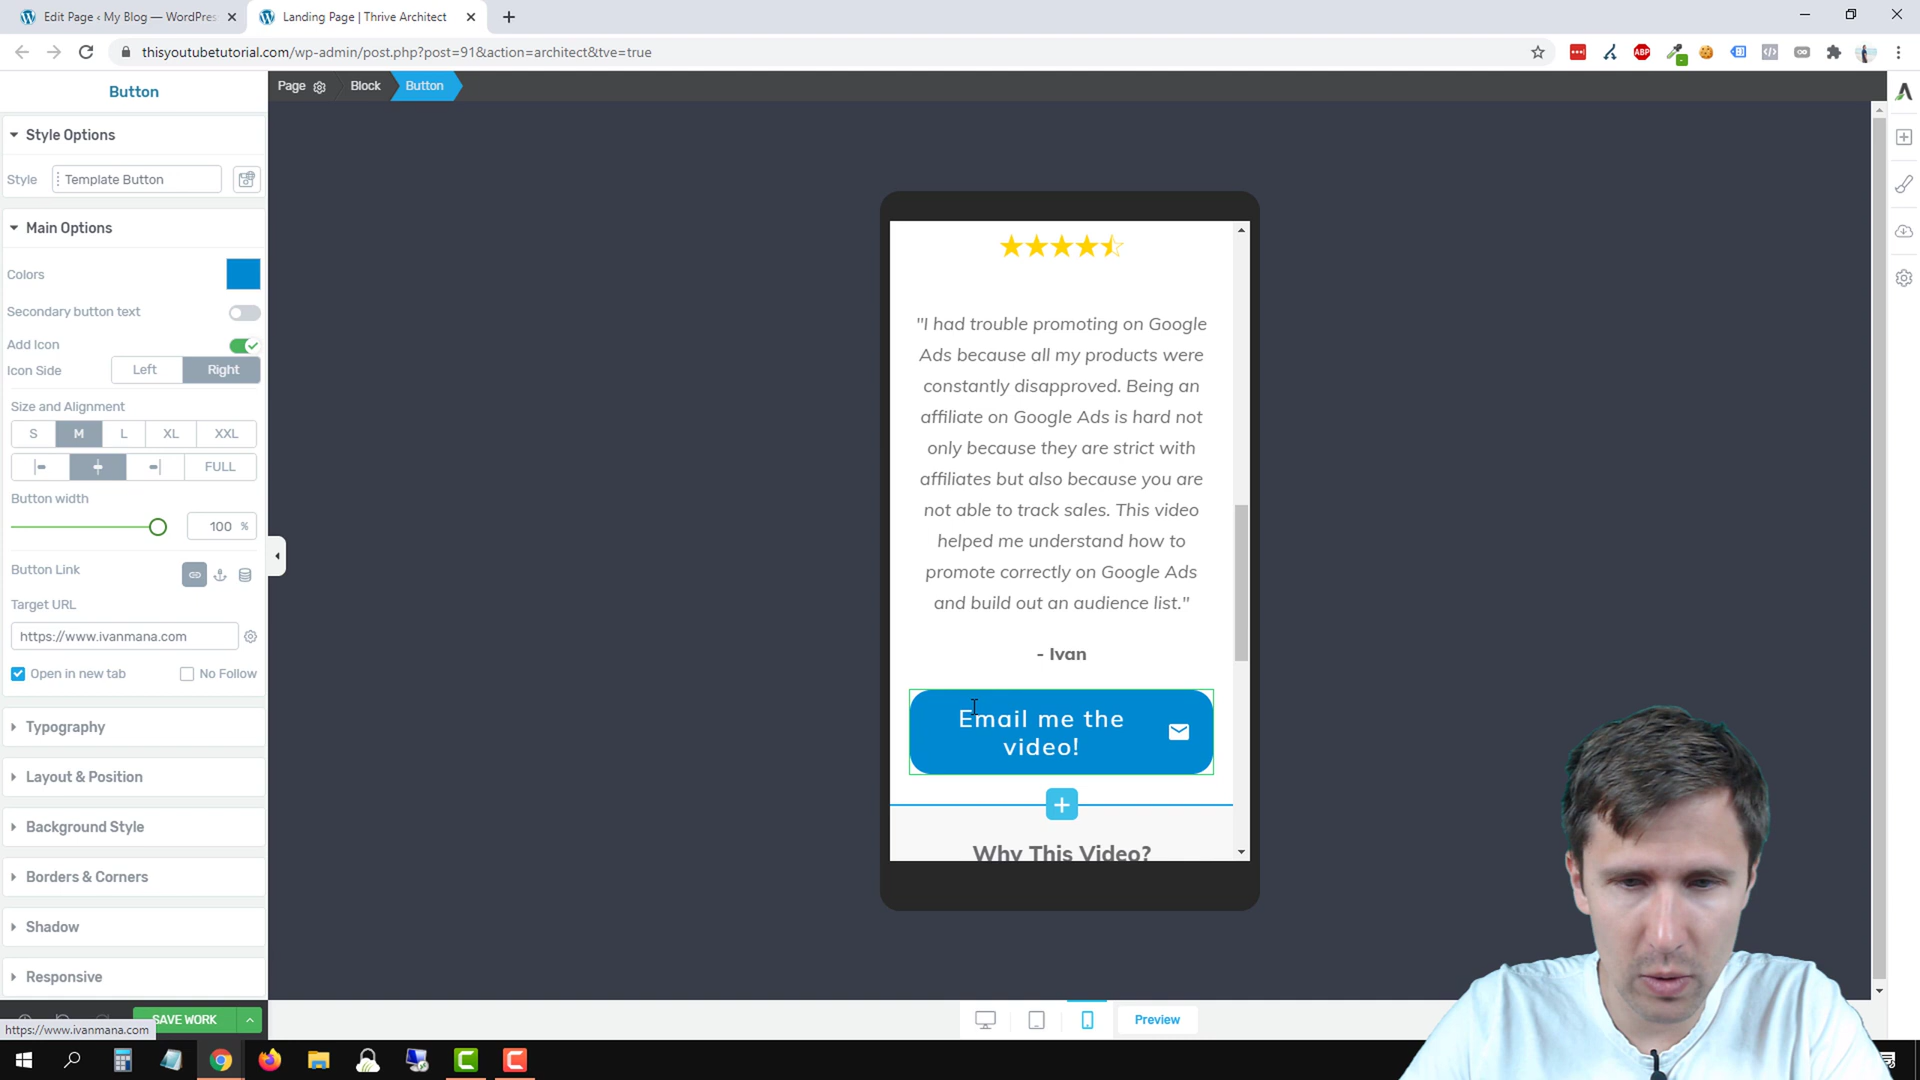 Edit Page ‹ My Blog — WordPres
Landing Page | Thrive Architect
thisyoutubetutorial.com/wp-admin/post.php?post=91&action=architect&tve=true
ABP
Button
Page
Block
Button
Style Options
Style
Template Button
Main Options
Colors
Secondary button text
Add Icon
Icon Side
Left
Right
Size and Alignment
S
M
L
XL
XXL
FULL
Button width
100 %
Button Link
Target URL
https://www.ivanmana.com
Open in new tab
No Follow
Typography
Layout & Position
Background Style
Borders & Corners
Shadow
Responsive
SAVE WORK
https://www.ivanmana.com
"I had trouble promoting on Google
Ads because all my products were
constantly disapproved. Being an
affiliate on Google Ads is hard not
only because they are strict with
affiliates but also because you are
not able to track sales. This video
helped me understand how to
promote correctly on Google Ads
and build out an audience list."
- Ivan
Email me the
video!
Why This Video?
Preview